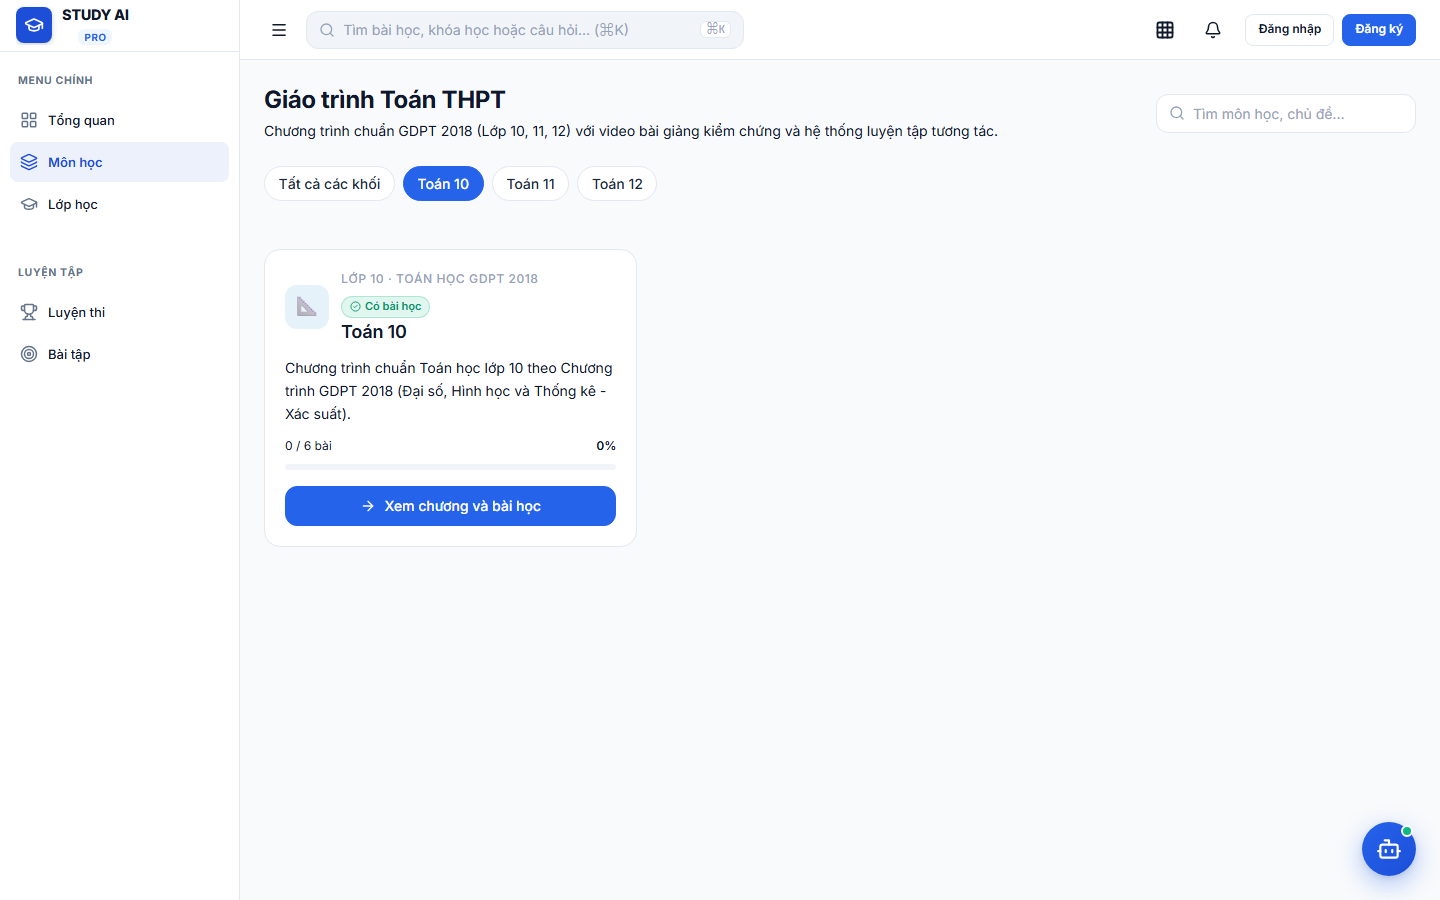 STUDY AI
PRO
MENU CHÍNH
Tổng quan
Môn học
Lớp học
LUYỆN TẬP
Luyện thi
Bài tập
Tìm bài học, khóa học hoặc câu hỏi... (⌘K)
⌘K
Đăng nhập
Đăng ký
Giáo trình Toán THPT
Chương trình chuẩn GDPT 2018 (Lớp 10, 11, 12) với video bài giảng kiểm chứng và hệ thống luyện tập tương tác.
Tìm môn học, chủ đề...
Tất cả các khối
Toán 10
Toán 11
Toán 12
LỚP 10 · TOÁN HỌC GDPT 2018
Có bài học
Toán 10
Chương trình chuẩn Toán học lớp 10 theo Chương
trình GDPT 2018 (Đại số, Hình học và Thống kê -
Xác suất).
0 / 6 bài
0%
Xem chương và bài học